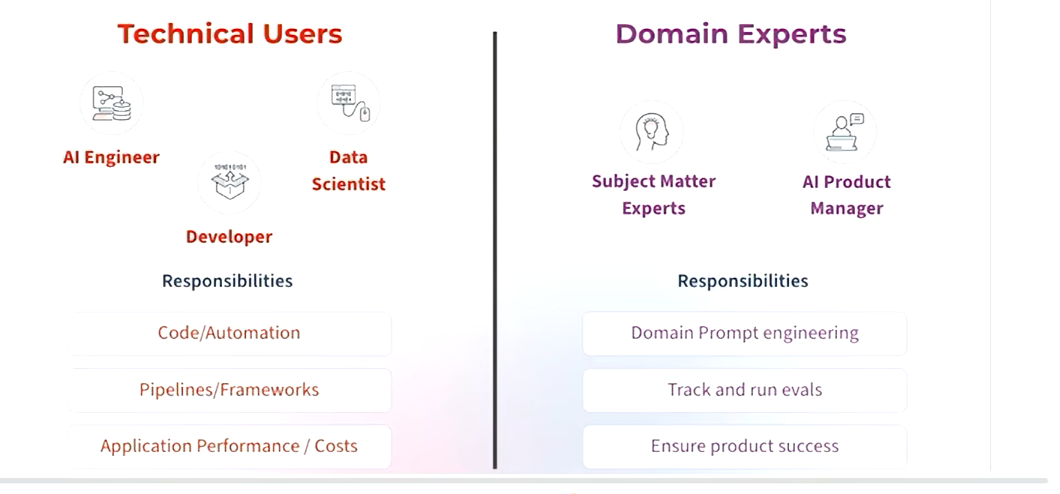 Technical Users
AI Engineer
Data
Scientist
Developer
Responsibilities
Code/Automation
Pipelines/Frameworks
Application Performance / Costs
Domain Experts
Subject Matter
Experts
AI Product
Manager
Responsibilities
Domain Prompt engineering
Track and run evals
Ensure product success